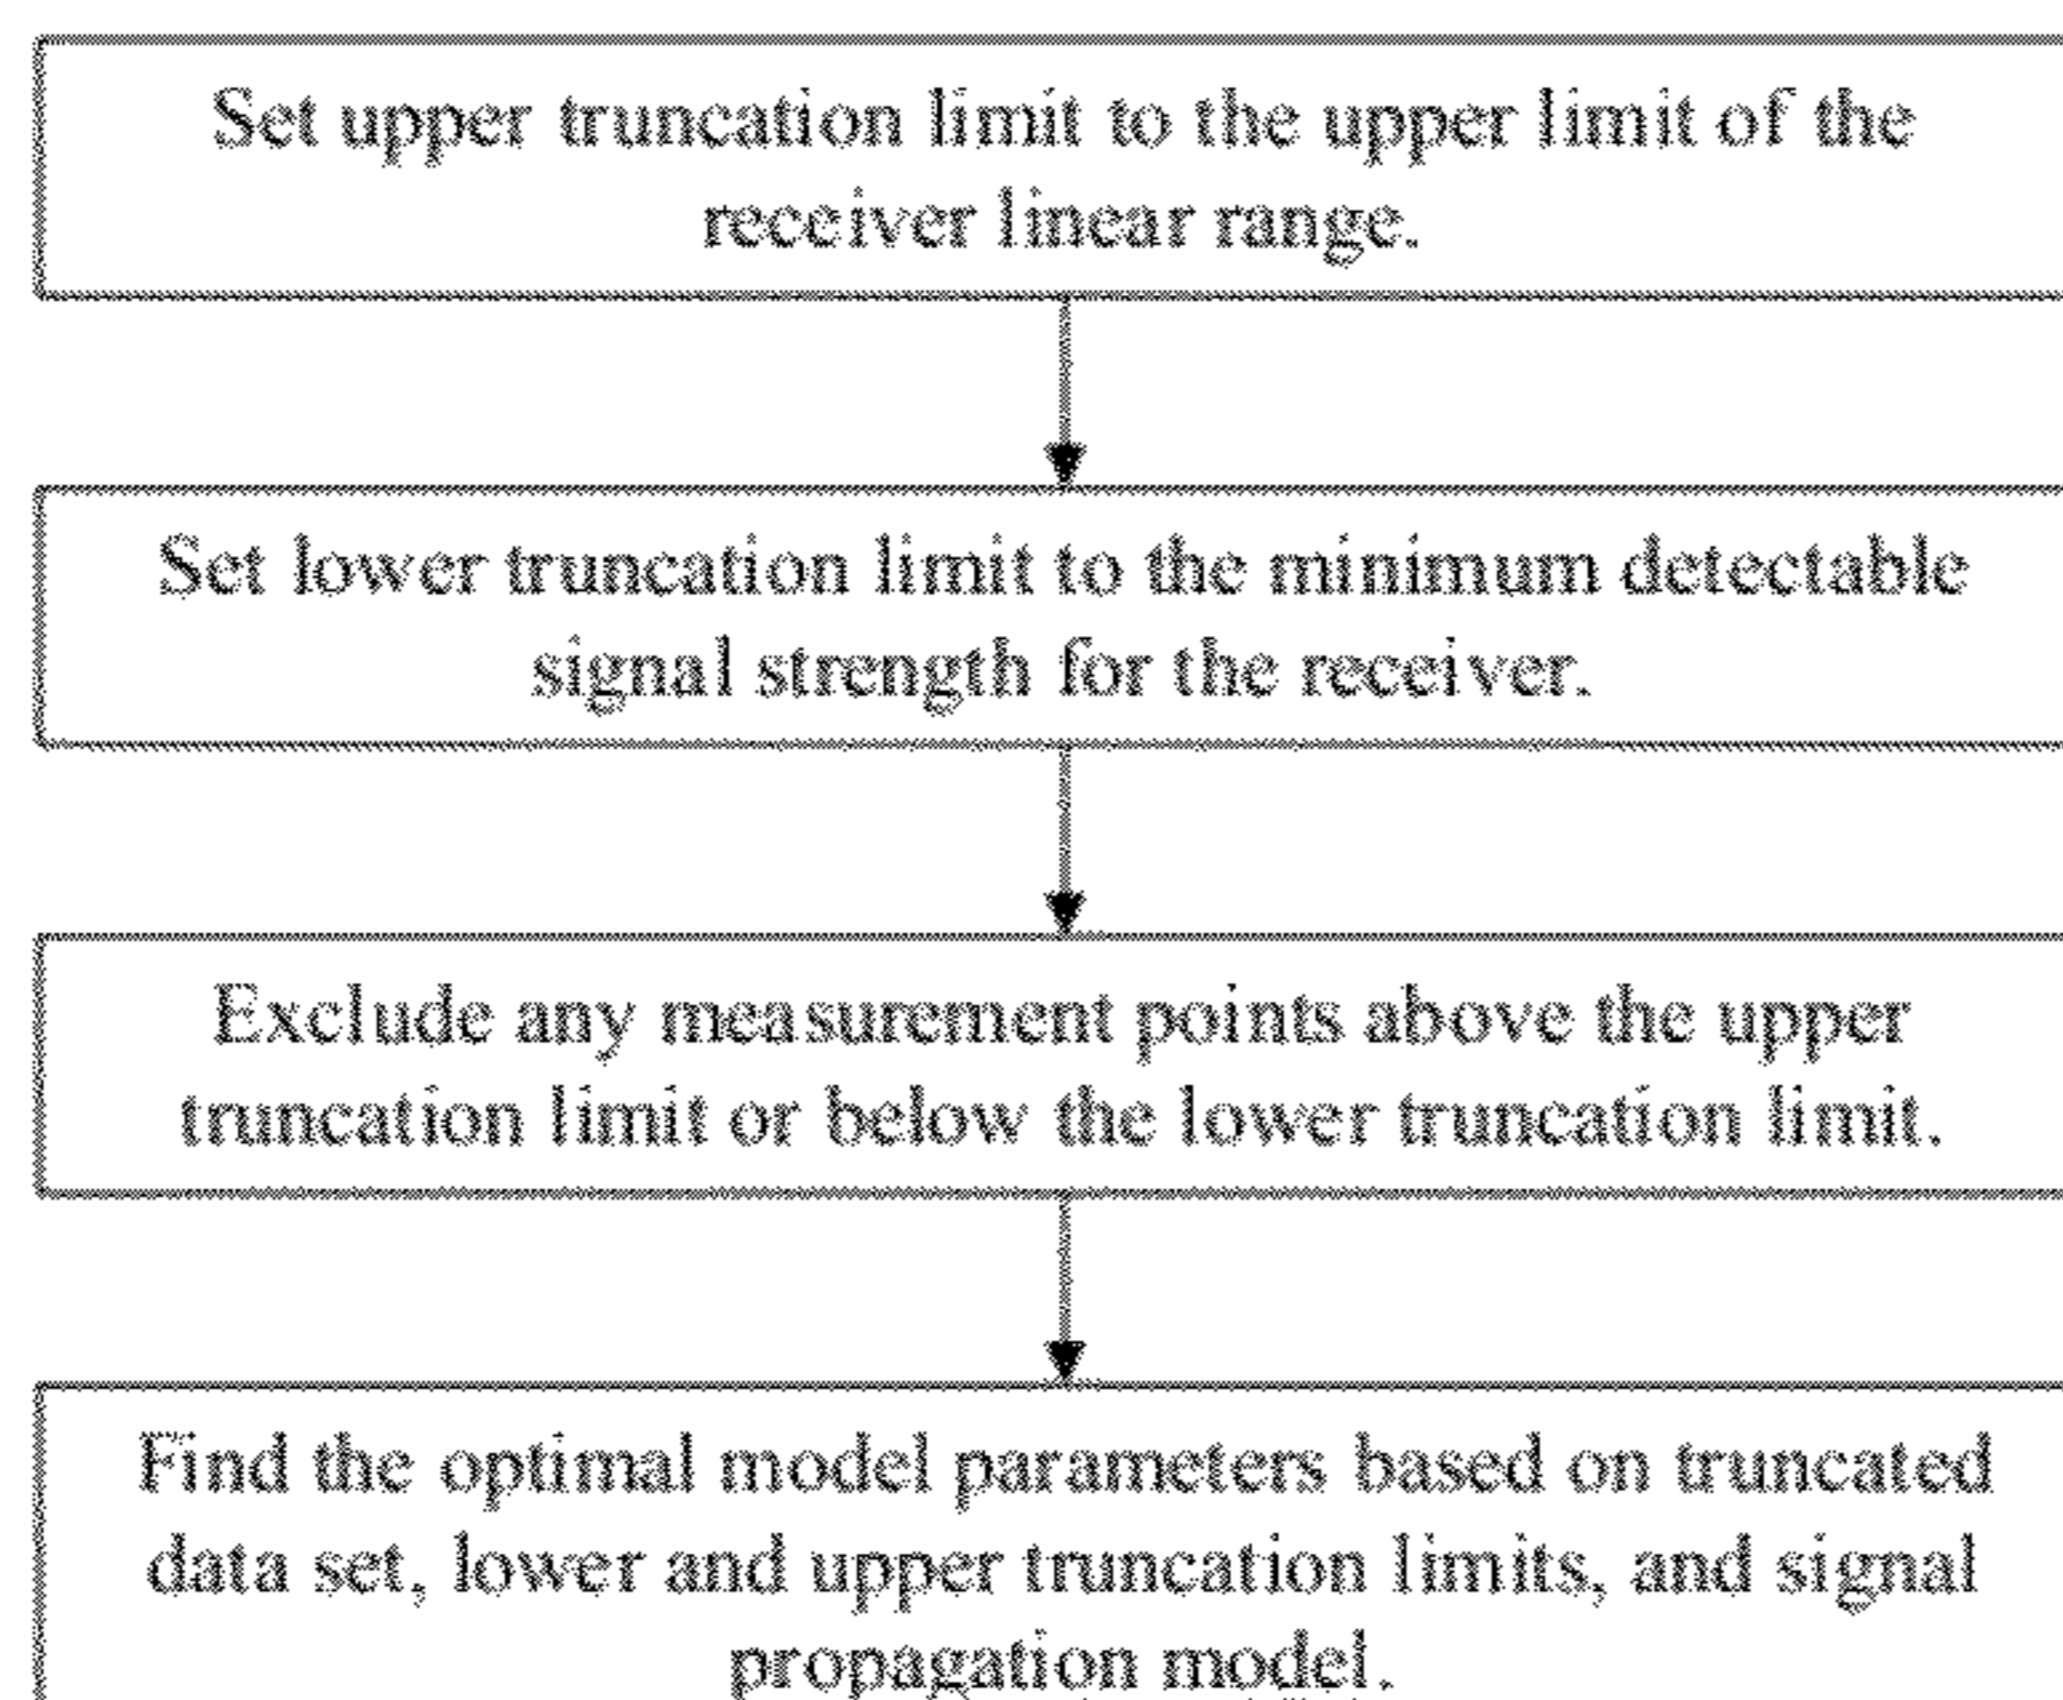 Set upper truncation limit to the upper limit of the
receiver linear range.
Set lower truncation limit to the minimum detectable
signal strength for the receiver.
Exclude any measurement points above the upper
truncation limit or below the lower truncation limit.
Find the optimal model parameters based on truncated
data set, lower and upper truncation limits, and signal
propagation model.